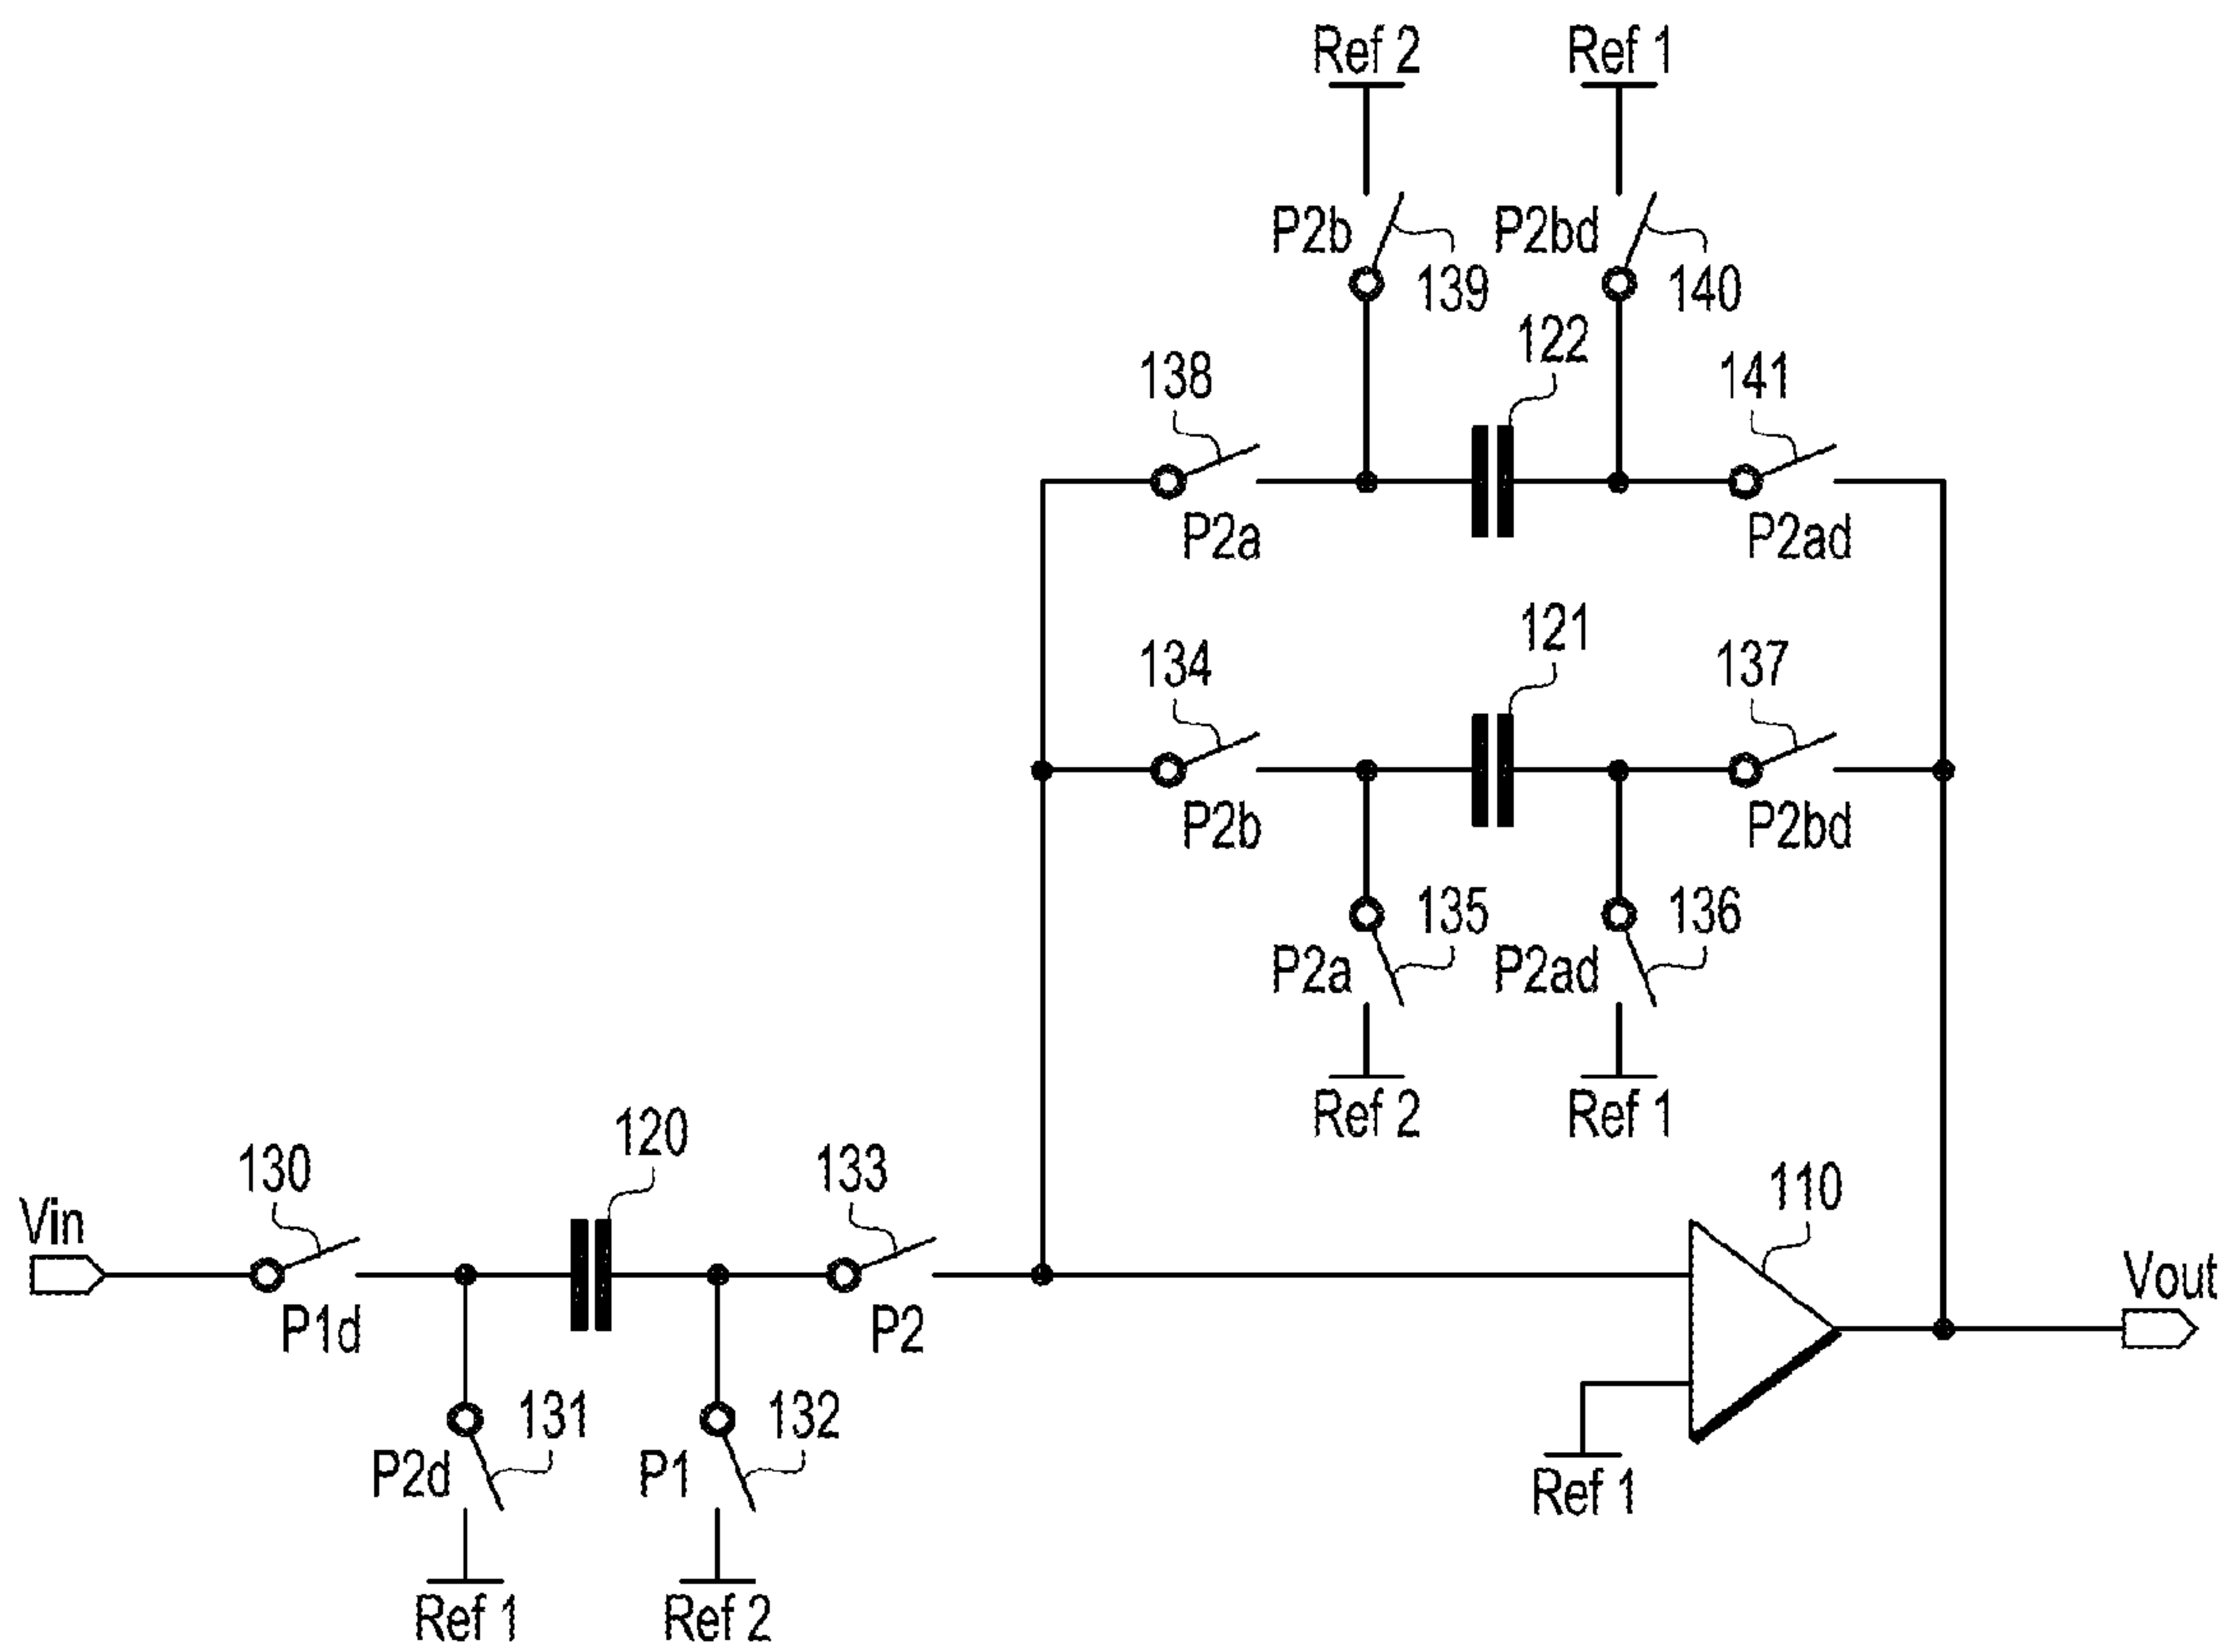 Ref 2
Ref 1
P2b
P2bd
139
140
122
138
141
P2a
P2ad
121
134
137
P2b
P2bd
135
136
P2a
P2ad
Ref 2
Ref 1
120
130
133
110
Vin
Vout
P1d
P2
131
132
P2d
P1
Ref 1
Ref 1
Ref 2